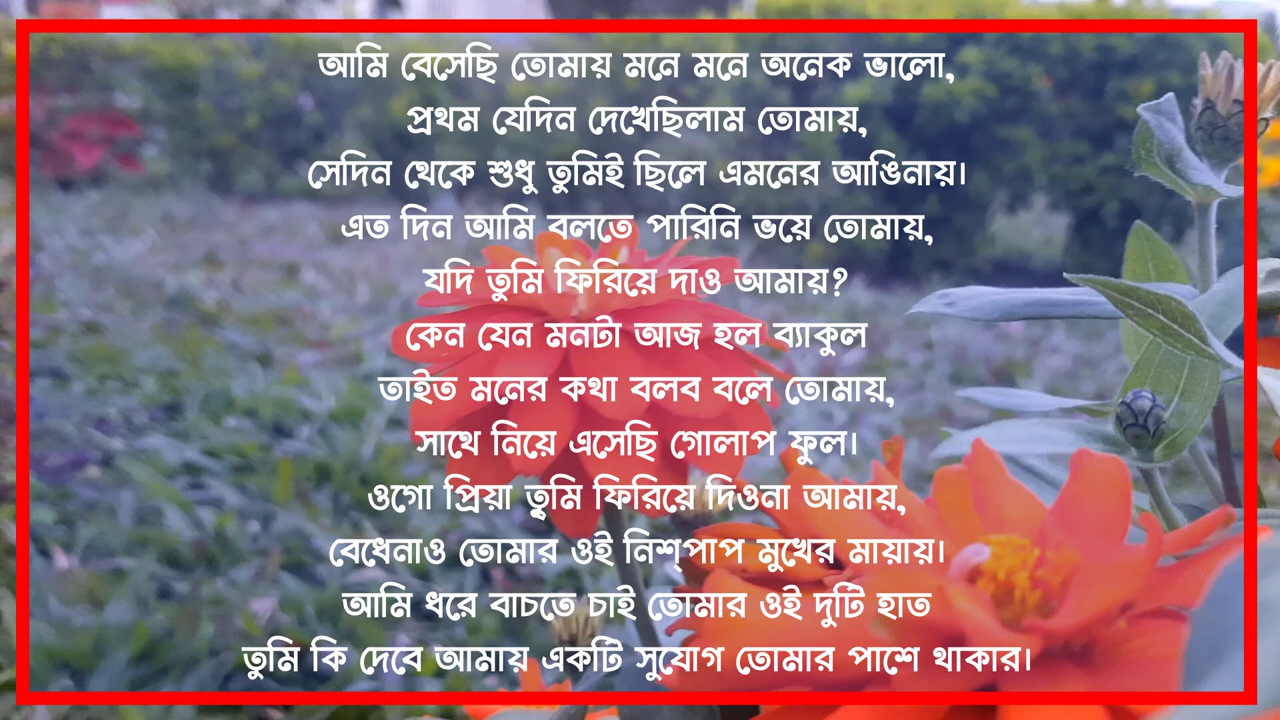 আমি বেসেছি তোমায় মনে মনে অনেক ভালো,
প্রথম যেদিন দেখেছিলাম তোমায়,
সেদিন থেকে শুধু তুমিই ছিলে এমনের আঙিনায়।
এত দিন আমি বলতে পারিনি ভয়ে তোমায়,
যদি তুমি ফিরিয়ে দাও আমায়?
কেন যেন মনটা আজ হল ব্যাকুল
তাইত মনের কথা বলব বলে তোমায়,
সাথে নিয়ে এসেছি গোলাপ ফুল।
ওগো প্রিয়া তুৃমি ফিরিয়ে দিওনা আমায়,
বেধেনাও তোমার ওই নিশ্পাপ মুখের মায়ায়।
আমি ধরে বাচতে চাই তোমার ওই দুটি হাত
তুমি কি দেবে আমায় একটি সুযোগ তোমার পাশে থাকার।